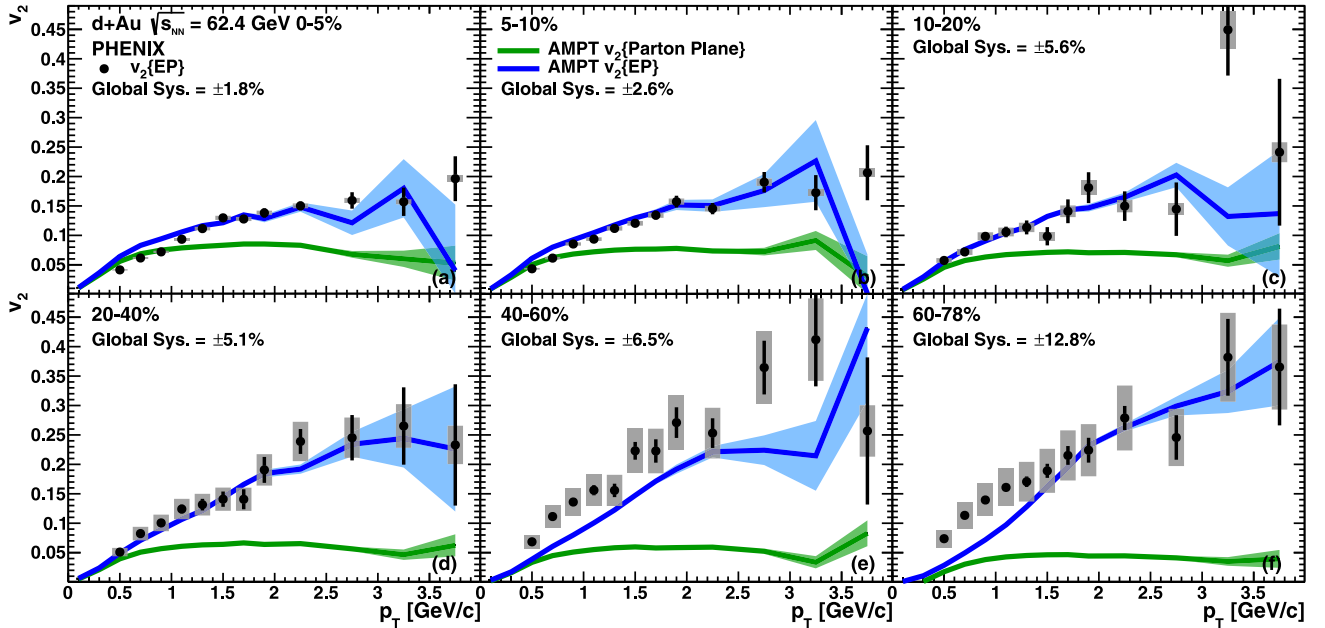 v₂
0.45
0.4
0.35
0.3
0.25
0.2
0.15
0.1
0.05
d+Au √s_NN = 62.4 GeV 0-5%
PHENIX
v₂{EP}
Global Sys. = ±1.8%
(a)
5-10%
AMPT v₂{Parton Plane}
AMPT v₂{EP}
Global Sys. = ±2.6%
(b)
10-20%
Global Sys. = ±5.6%
(c)
v₂
0.45
0.4
0.35
0.3
0.25
0.2
0.15
0.1
0.05
20-40%
Global Sys. = ±5.1%
(d)
40-60%
Global Sys. = ±6.5%
(e)
60-78%
Global Sys. = ±12.8%
(f)
0 0.5 1 1.5 2 2.5 3 3.5
p_T [GeV/c]
0 0.5 1 1.5 2 2.5 3 3.5
p_T [GeV/c]
0 0.5 1 1.5 2 2.5 3 3.5 4
p_T [GeV/c]